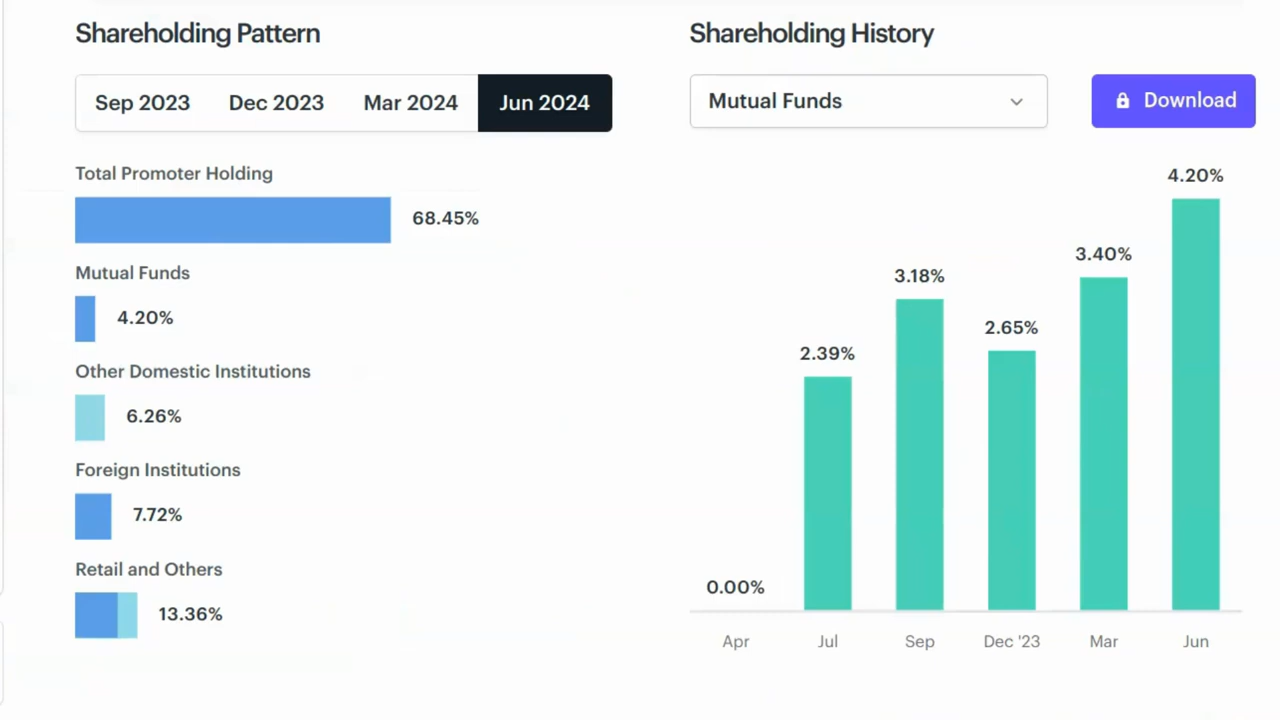 Shareholding Pattern
Sep 2023 Dec 2023 Mar 2024 Jun 2024
Total Promoter Holding
68.45%
Mutual Funds
4.20%
Other Domestic Institutions
6.26%
Foreign Institutions
7.72%
Retail and Others
13.36%
Shareholding History
Mutual Funds
Download
0.00% 2.39% 3.18% 2.65% 3.40% 4.20%
Apr Jul Sep Dec '23 Mar Jun